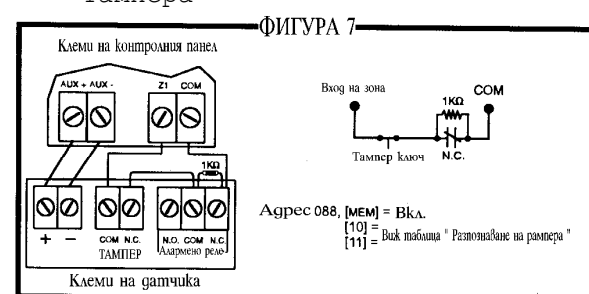 Тампера
ФИГУРА 7
Клеми на контролния панел
AUX + AUX - Z1 COM
1KΩ
+ - COM N.C. N.O. COM N.C.
ТАМПЕР Алармено реле
Клеми на датчика
Вход на зона COM
1KΩ
Тампер ключ N.C.
Адрес 088, [MEM] = Вкл.
[10] =
[11] = Виж таблица " Разпознаване на рампера "